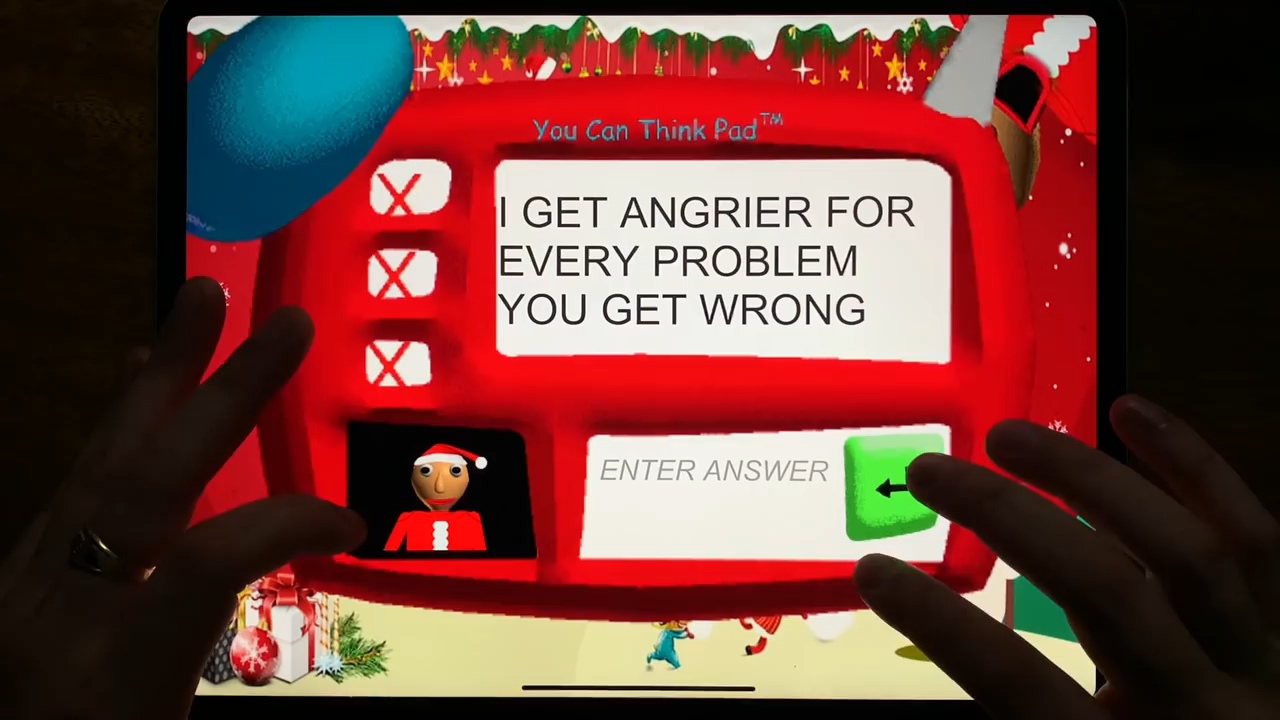 You Can Think Pad™
I GET ANGRIER FOR
EVERY PROBLEM
YOU GET WRONG
ENTER ANSWER